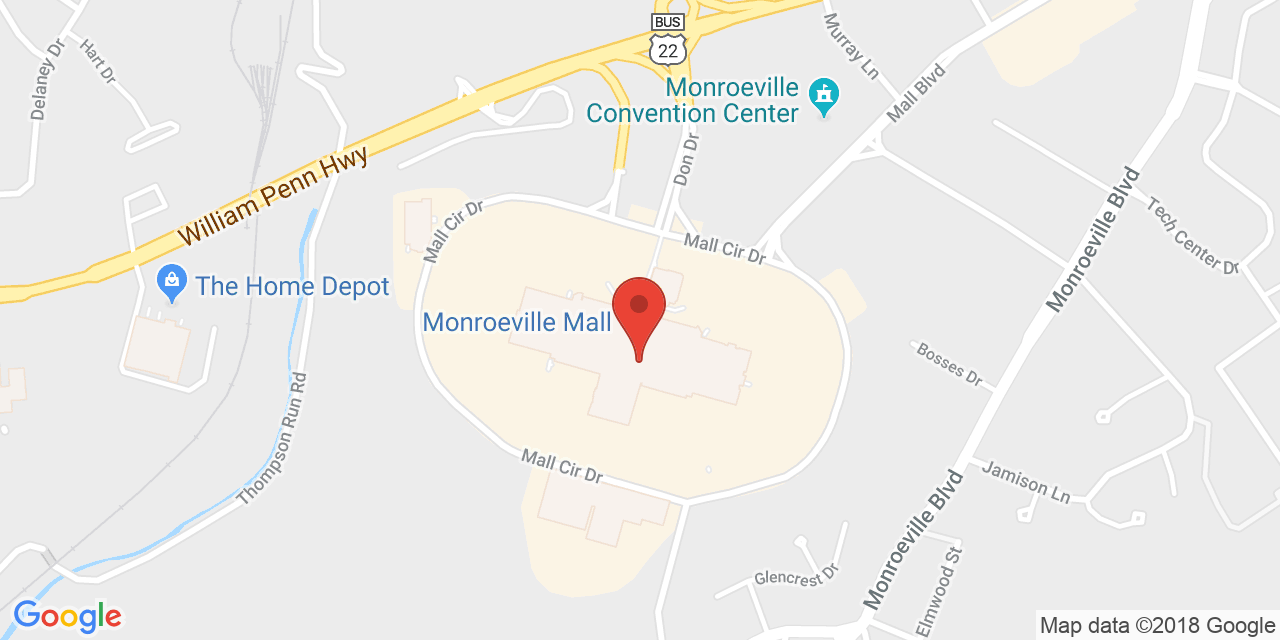 Delaney Dr
Hart Dr
BUS
22
Murray Ln
Monroeville
Convention Center
Mall Blvd
William Penn Hwy
Don Dr
Monroeville Blvd
Tech Center Dr
Mall Cir Dr
Mall Cir Dr
The Home Depot
Monroeville Mall
Bosses Dr
Thompson Run Rd
Mall Cir Dr
Jamison Ln
Monroeville Blvd
Glencrest Dr
Elmwood St
Google
Map data ©2018 Google